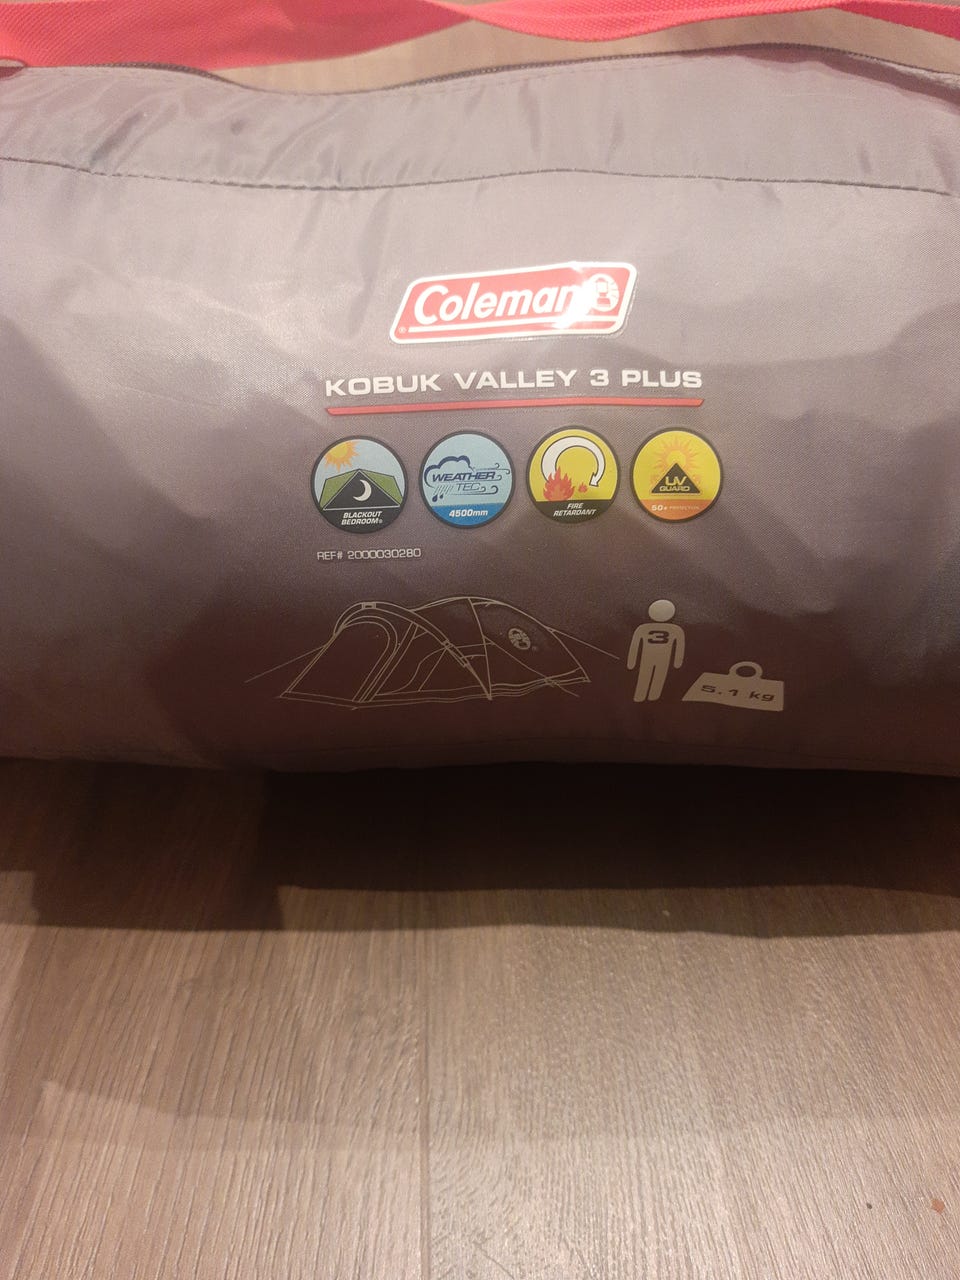 Coleman
KOBUK VALLEY 3 PLUS
BLACKOUT
BEDROOM®
WEATHER
TEC
4500mm
FIRE
RETARDANT
UV
GUARD
50+ PROTECTION
REF# 2000030280
3
5.1 kg